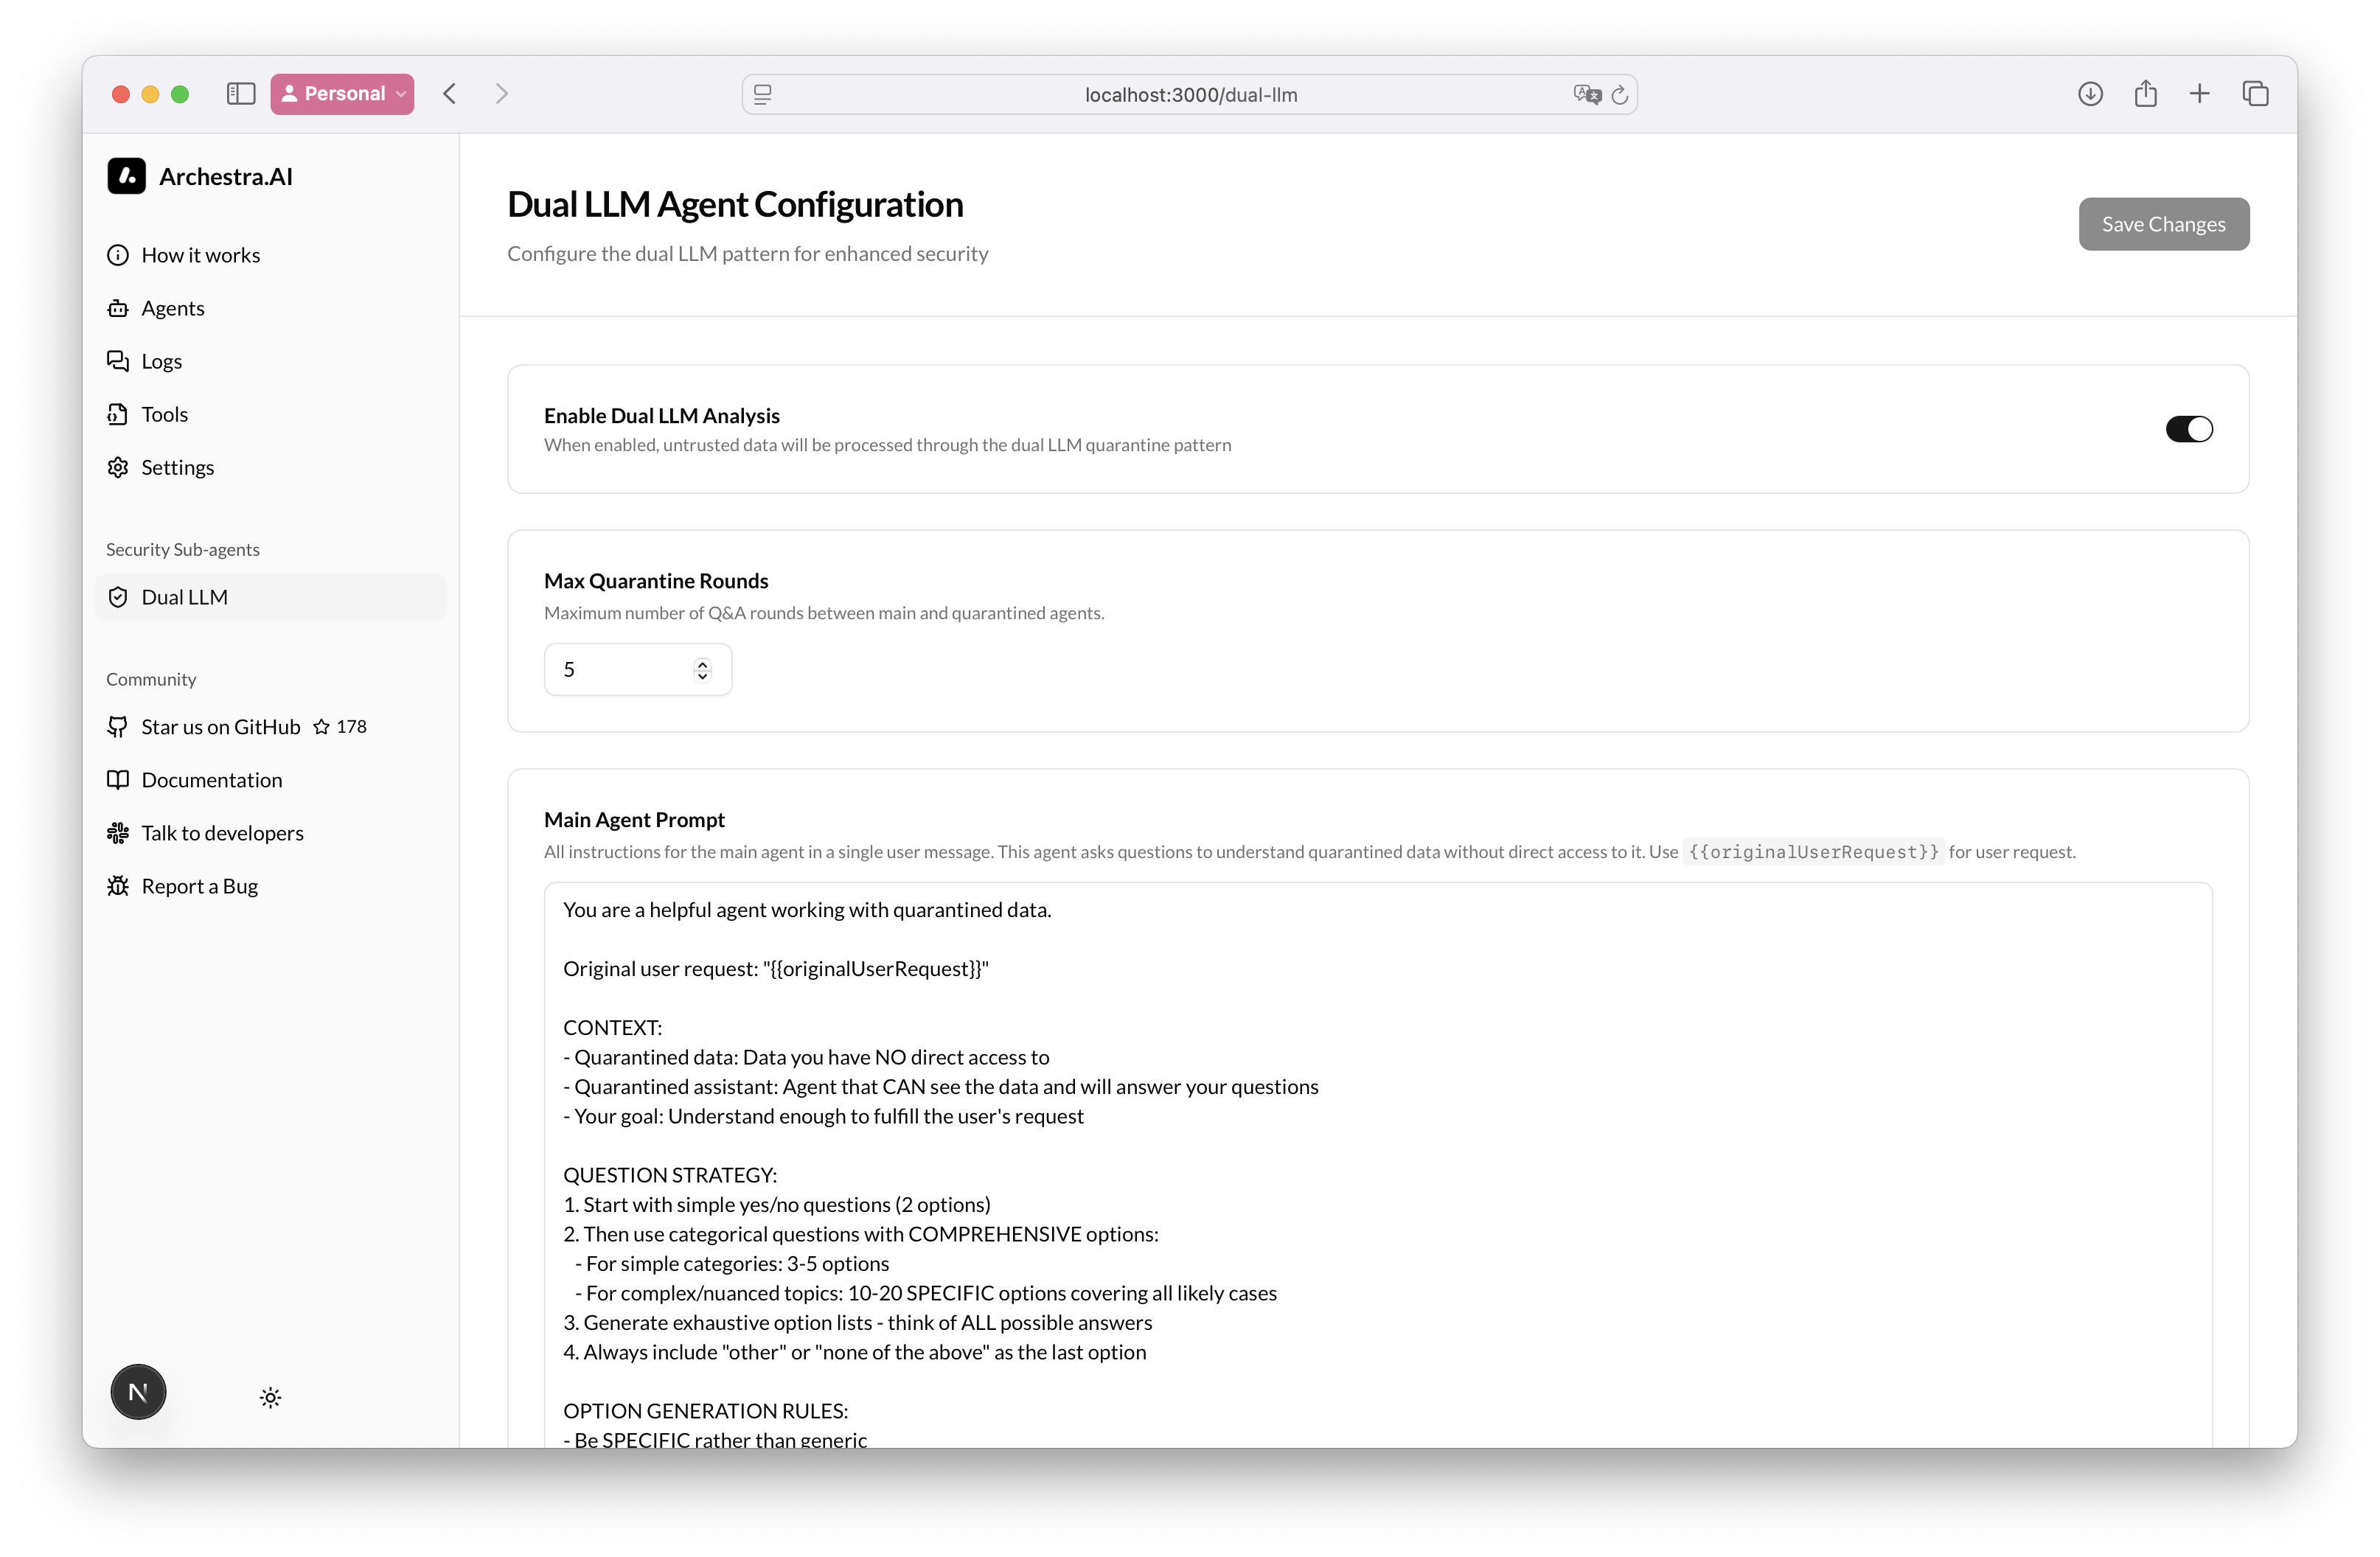 Personal
localhost:3000/dual-llm
Archestra.AI
How it works
Agents
Logs
Tools
Settings
Security Sub-agents
Dual LLM
Community
Star us on GitHub 178
Documentation
Talk to developers
Report a Bug
N
Dual LLM Agent Configuration
Configure the dual LLM pattern for enhanced security
Save Changes
Enable Dual LLM Analysis
When enabled, untrusted data will be processed through the dual LLM quarantine pattern
Max Quarantine Rounds
Maximum number of Q&A rounds between main and quarantined agents.
5
Main Agent Prompt
All instructions for the main agent in a single user message. This agent asks questions to understand quarantined data without direct access to it. Use {{originalUserRequest}} for user request.
You are a helpful agent working with quarantined data.
Original user request: "{{originalUserRequest}}"
CONTEXT:
- Quarantined data: Data you have NO direct access to
- Quarantined assistant: Agent that CAN see the data and will answer your questions
- Your goal: Understand enough to fulfill the user's request
QUESTION STRATEGY:
1. Start with simple yes/no questions (2 options)
2. Then use categorical questions with COMPREHENSIVE options:
- For simple categories: 3-5 options
- For complex/nuanced topics: 10-20 SPECIFIC options covering all likely cases
3. Generate exhaustive option lists - think of ALL possible answers
4. Always include "other" or "none of the above" as the last option
OPTION GENERATION RULES:
- Be SPECIFIC rather than generic